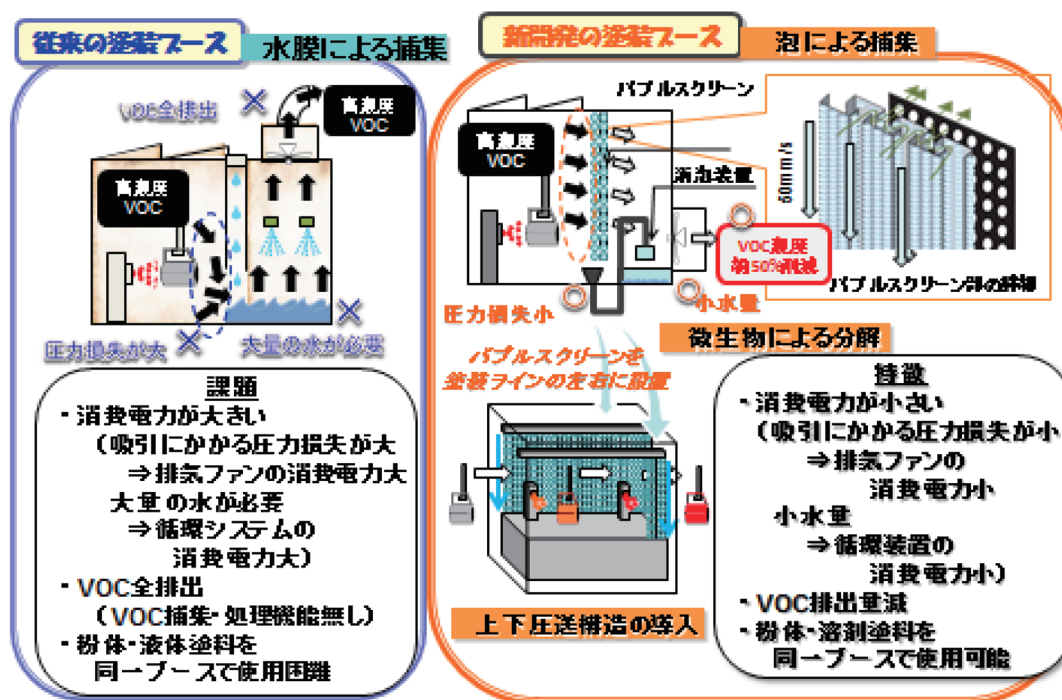 従来の塗装ブース
水膜による捕集
VOC全排出
高濃度
VOC
高濃度
VOC
圧力損失が大
大量の水が必要
課題
・消費電力が大きい
（吸引にかかる圧力損失が大
⇒排気ファンの消費電力大
大量の水が必要
⇒循環システムの
消費電力大）
・VOC全排出
（VOC捕集・処理機能無し）
・粉体・液体塗料を
同一ブースで使用困難
新開発の塗装ブース
泡による捕集
バブルスクリーン
高濃度
VOC
消泡装置
VOC濃度
約50%削減
50mm/s
バブルスクリーン部の詳細
圧力損失小
小水量
微生物による分解
バブルスクリーンを
塗装ラインの左右に設置
上下圧送構造の導入
特徴
・消費電力が小さい
（吸引にかかる圧力損失が小
⇒排気ファンの
消費電力小
小水量
⇒循環装置の
消費電力小）
・VOC排出量減
・粉体・溶剤塗料を
同一ブースで使用可能